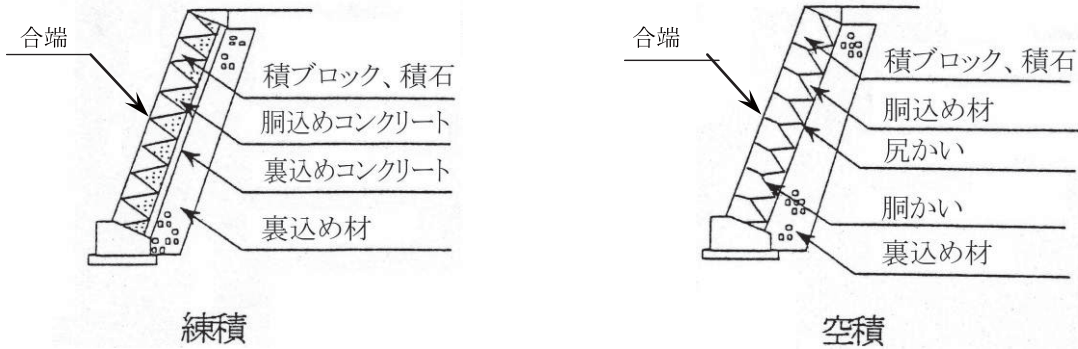 合端
積ブロック、積石
胴込めコンクリート
裏込めコンクリート
裏込め材
練積
合端
積ブロック、積石
胴込め材
尻かい
胴かい
裏込め材
空積